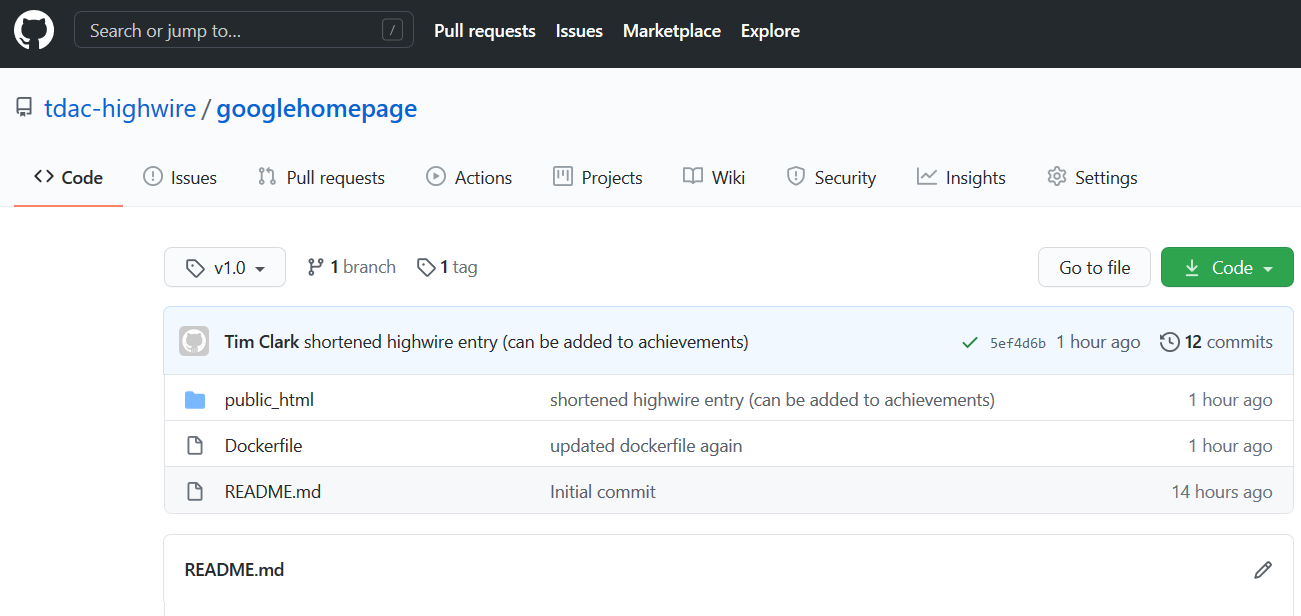 Search or jump to... / Pull requests Issues Marketplace Explore
tdac-highwire / googlehomepage
Code Issues Pull requests Actions Projects Wiki Security Insights Settings
v1.0 1 branch 1 tag Go to file Code
Tim Clark shortened highwire entry (can be added to achievements) 5ef4d6b 1 hour ago 12 commits
public_html shortened highwire entry (can be added to achievements) 1 hour ago
Dockerfile updated dockerfile again 1 hour ago
README.md Initial commit 14 hours ago
README.md